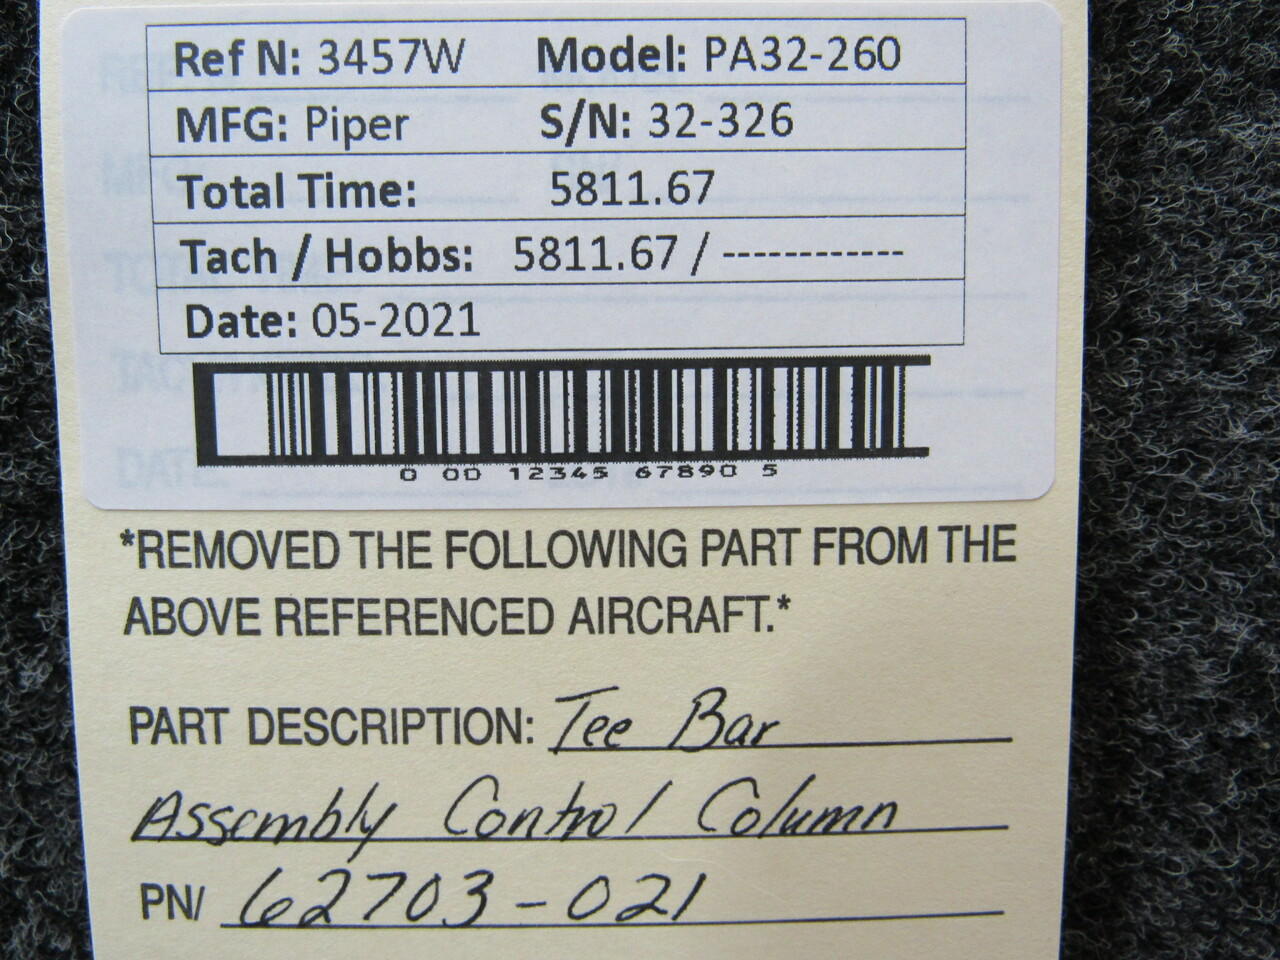 Ref N: 3457W Model: PA32-260
MFG: Piper S/N: 32-326
Total Time: 5811.67
Tach / Hobbs: 5811.67 / ------------
Date: 05-2021
0 00 12345 67890 5
*REMOVED THE FOLLOWING PART FROM THE
ABOVE REFERENCED AIRCRAFT.*
PART DESCRIPTION: Tee Bar
Assembly Control Column
PN/ 62703-021